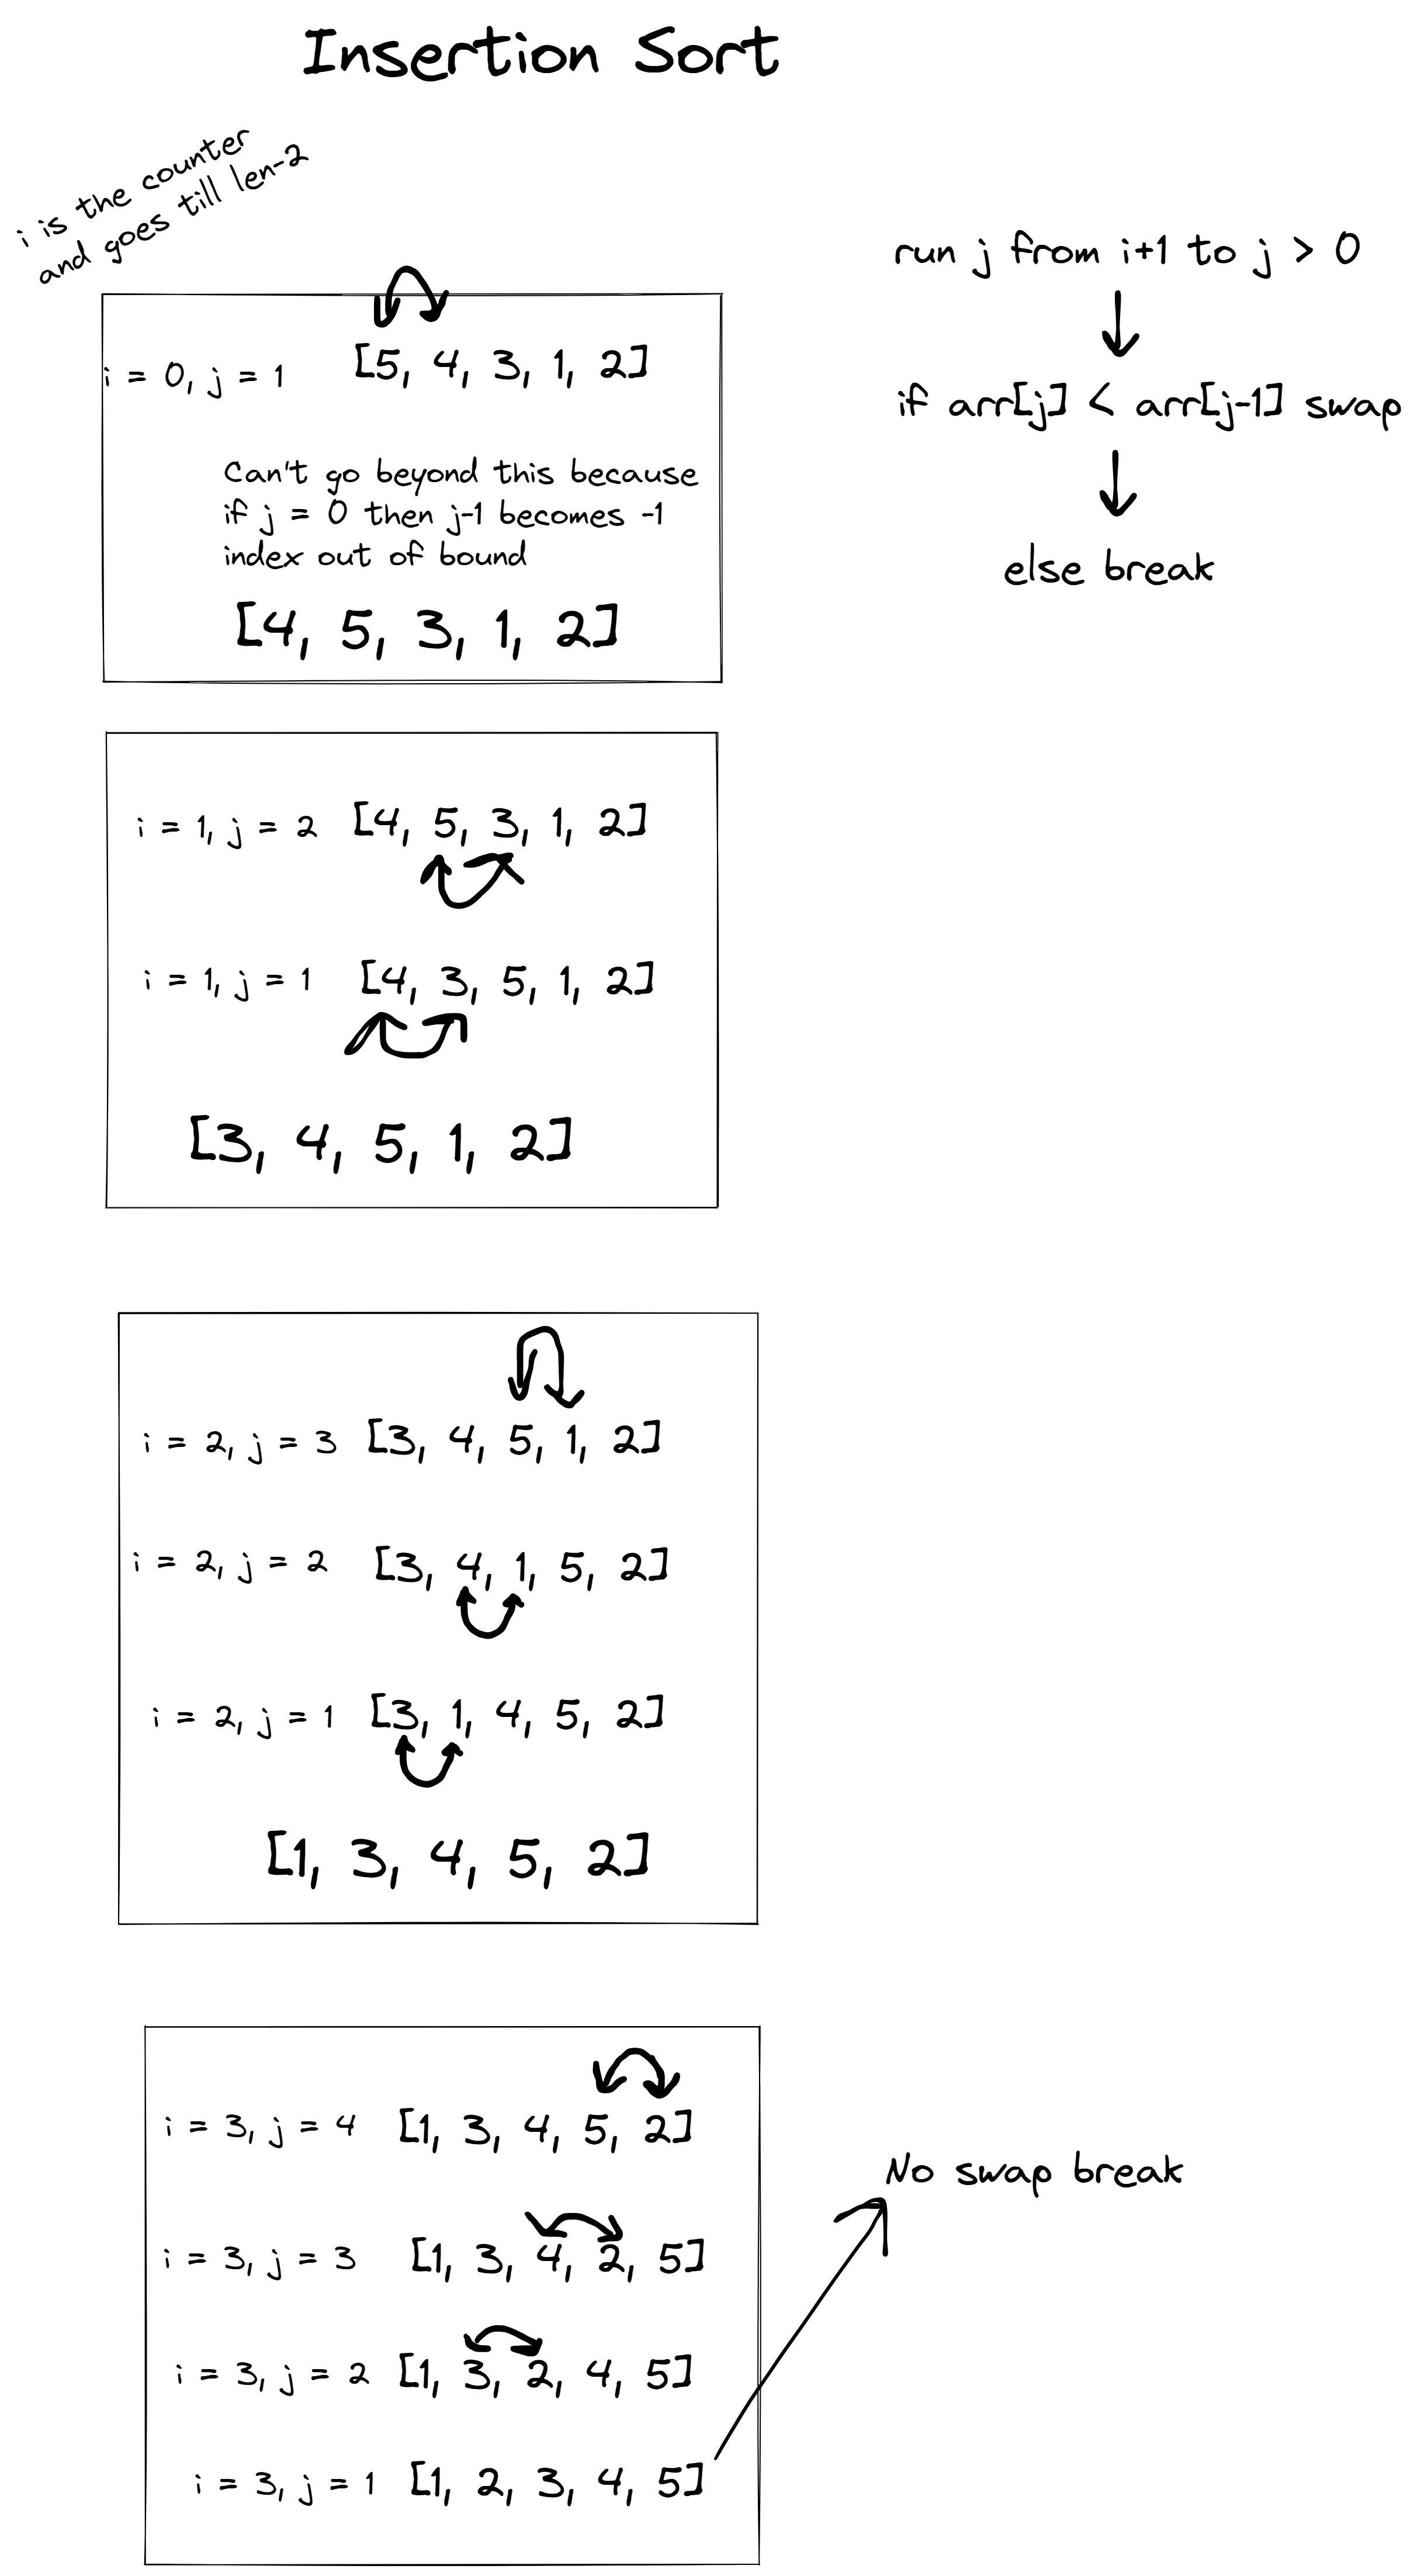 Insertion Sort
i is the counter
and goes till len-2
run j from i+1 to j > 0
if arr[j] < arr[j-1] swap
else break
i = 0, j = 1 [5, 4, 3, 1, 2]
Can't go beyond this because
if j = 0 then j-1 becomes -1
index out of bound
[4, 5, 3, 1, 2]
i = 1, j = 2 [4, 5, 3, 1, 2]
i = 1, j = 1 [4, 3, 5, 1, 2]
[3, 4, 5, 1, 2]
i = 2, j = 3 [3, 4, 5, 1, 2]
i = 2, j = 2 [3, 4, 1, 5, 2]
i = 2, j = 1 [3, 1, 4, 5, 2]
[1, 3, 4, 5, 2]
i = 3, j = 4 [1, 3, 4, 5, 2]
No swap break
i = 3, j = 3 [1, 3, 4, 2, 5]
i = 3, j = 2 [1, 3, 2, 4, 5]
i = 3, j = 1 [1, 2, 3, 4, 5]